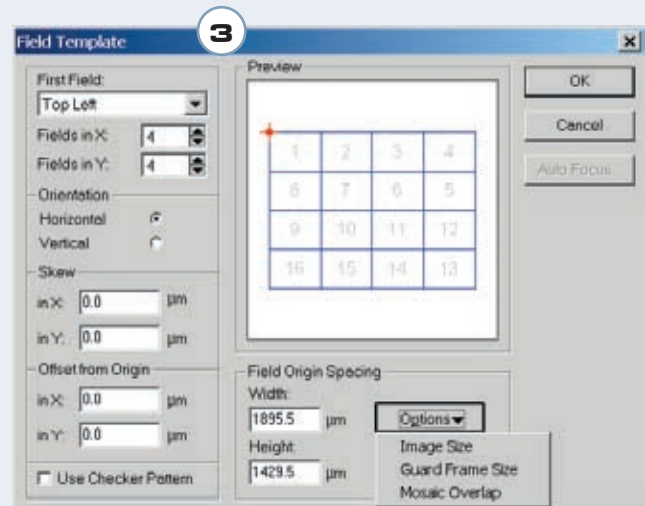 3
Field Template
First Field:
Top Left
Fields in X: 4
Fields in Y: 4
Orientation
Horizontal
Vertical
Skew
in X: 0.0 µm
in Y: 0.0 µm
Offset from Origin
in X: 0.0 µm
in Y: 0.0 µm
Use Checker Pattern
Preview
1 2 3 4
8 7 6 5
9 10 11 12
16 15 14 13
Field Origin Spacing
Width:
1895.5 µm
Height:
1429.5 µm
Options
Image Size
Guard Frame Size
Mosaic Overlap
OK
Cancel
Auto Focus...